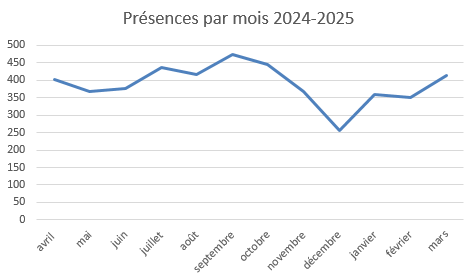 Présences par mois 2024-2025
500
450
400
350
300
250
200
150
100
50
0
avril
mai
juin
juillet
août
septembre
octobre
novembre
décembre
janvier
février
mars